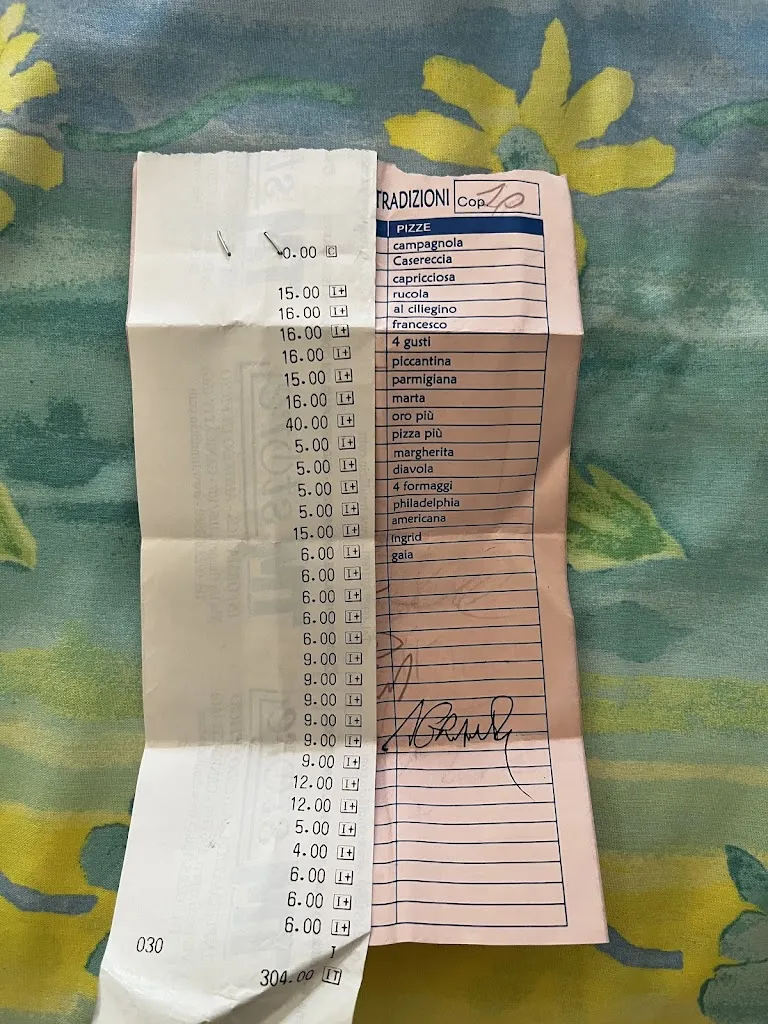 0.00 C
15.00 I+
16.00 I+
16.00 I+
16.00 I+
15.00 I+
16.00 I+
40.00 I+
5.00 I+
5.00 I+
5.00 I+
5.00 I+
15.00 I+
6.00 I+
6.00 I+
6.00 I+
6.00 I+
6.00 I+
9.00 I+
9.00 I+
9.00 I+
9.00 I+
9.00 I+
9.00 I+
12.00 I+
12.00 I+
5.00 I+
4.00 I+
6.00 I+
6.00 I+
6.00 I+
030 I
304.00 IT
TRADIZIONI Cop.
PIZZE
campagnola
Casereccia
capricciosa
rucola
al ciliegino
francesco
4 gusti
piccantina
parmigiana
marta
oro più
pizza più
margherita
diavola
4 formaggi
philadelphia
americana
ingrid
gaia